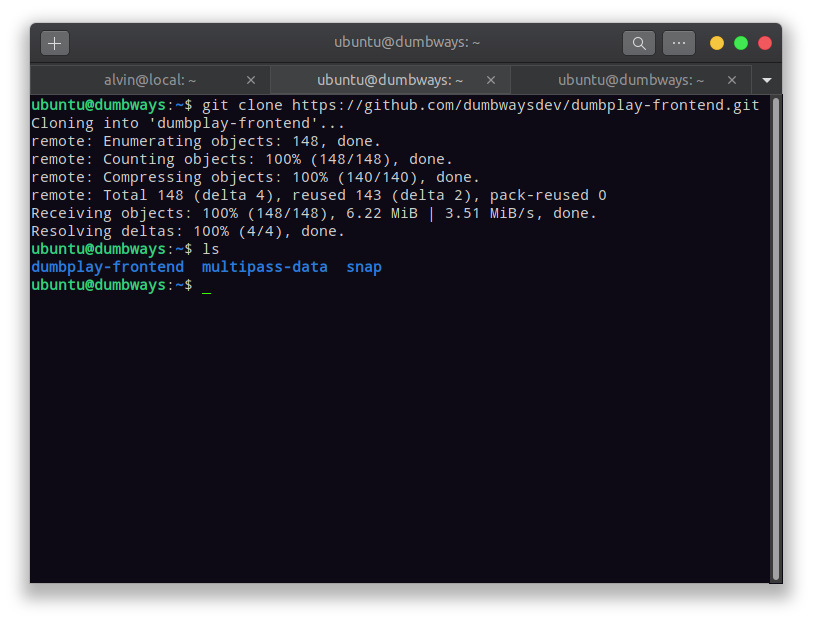 ubuntu@dumbways: ~
alvin@local: ~
ubuntu@dumbways: ~
ubuntu@dumbways: ~
ubuntu@dumbways:~$ git clone https://github.com/dumbwaysdev/dumbplay-frontend.git
Cloning into 'dumbplay-frontend'...
remote: Enumerating objects: 148, done.
remote: Counting objects: 100% (148/148), done.
remote: Compressing objects: 100% (140/140), done.
remote: Total 148 (delta 4), reused 143 (delta 2), pack-reused 0
Receiving objects: 100% (148/148), 6.22 MiB | 3.51 MiB/s, done.
Resolving deltas: 100% (4/4), done.
ubuntu@dumbways:~$ ls
dumbplay-frontend  multipass-data  snap
ubuntu@dumbways:~$ _